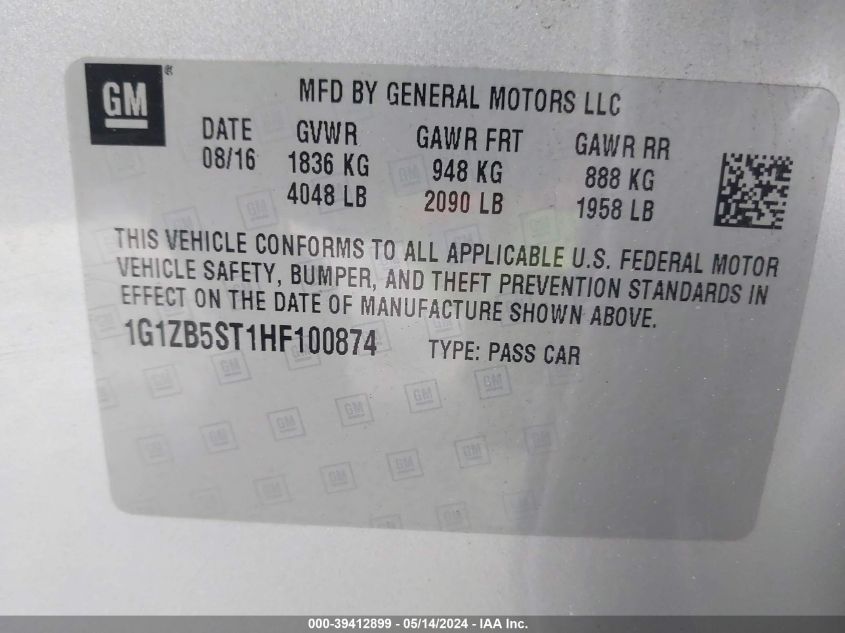 GM ®
MFD BY GENERAL MOTORS LLC
DATE GVWR GAWR FRT GAWR RR
08/16 1836 KG 948 KG 888 KG
4048 LB 2090 LB 1958 LB
THIS VEHICLE CONFORMS TO ALL APPLICABLE U.S. FEDERAL MOTOR
VEHICLE SAFETY, BUMPER, AND THEFT PREVENTION STANDARDS IN
EFFECT ON THE DATE OF MANUFACTURE SHOWN ABOVE.
1G1ZB5ST1HF100874 TYPE: PASS CAR
000-39412899 - 05/14/2024 - IAA Inc.